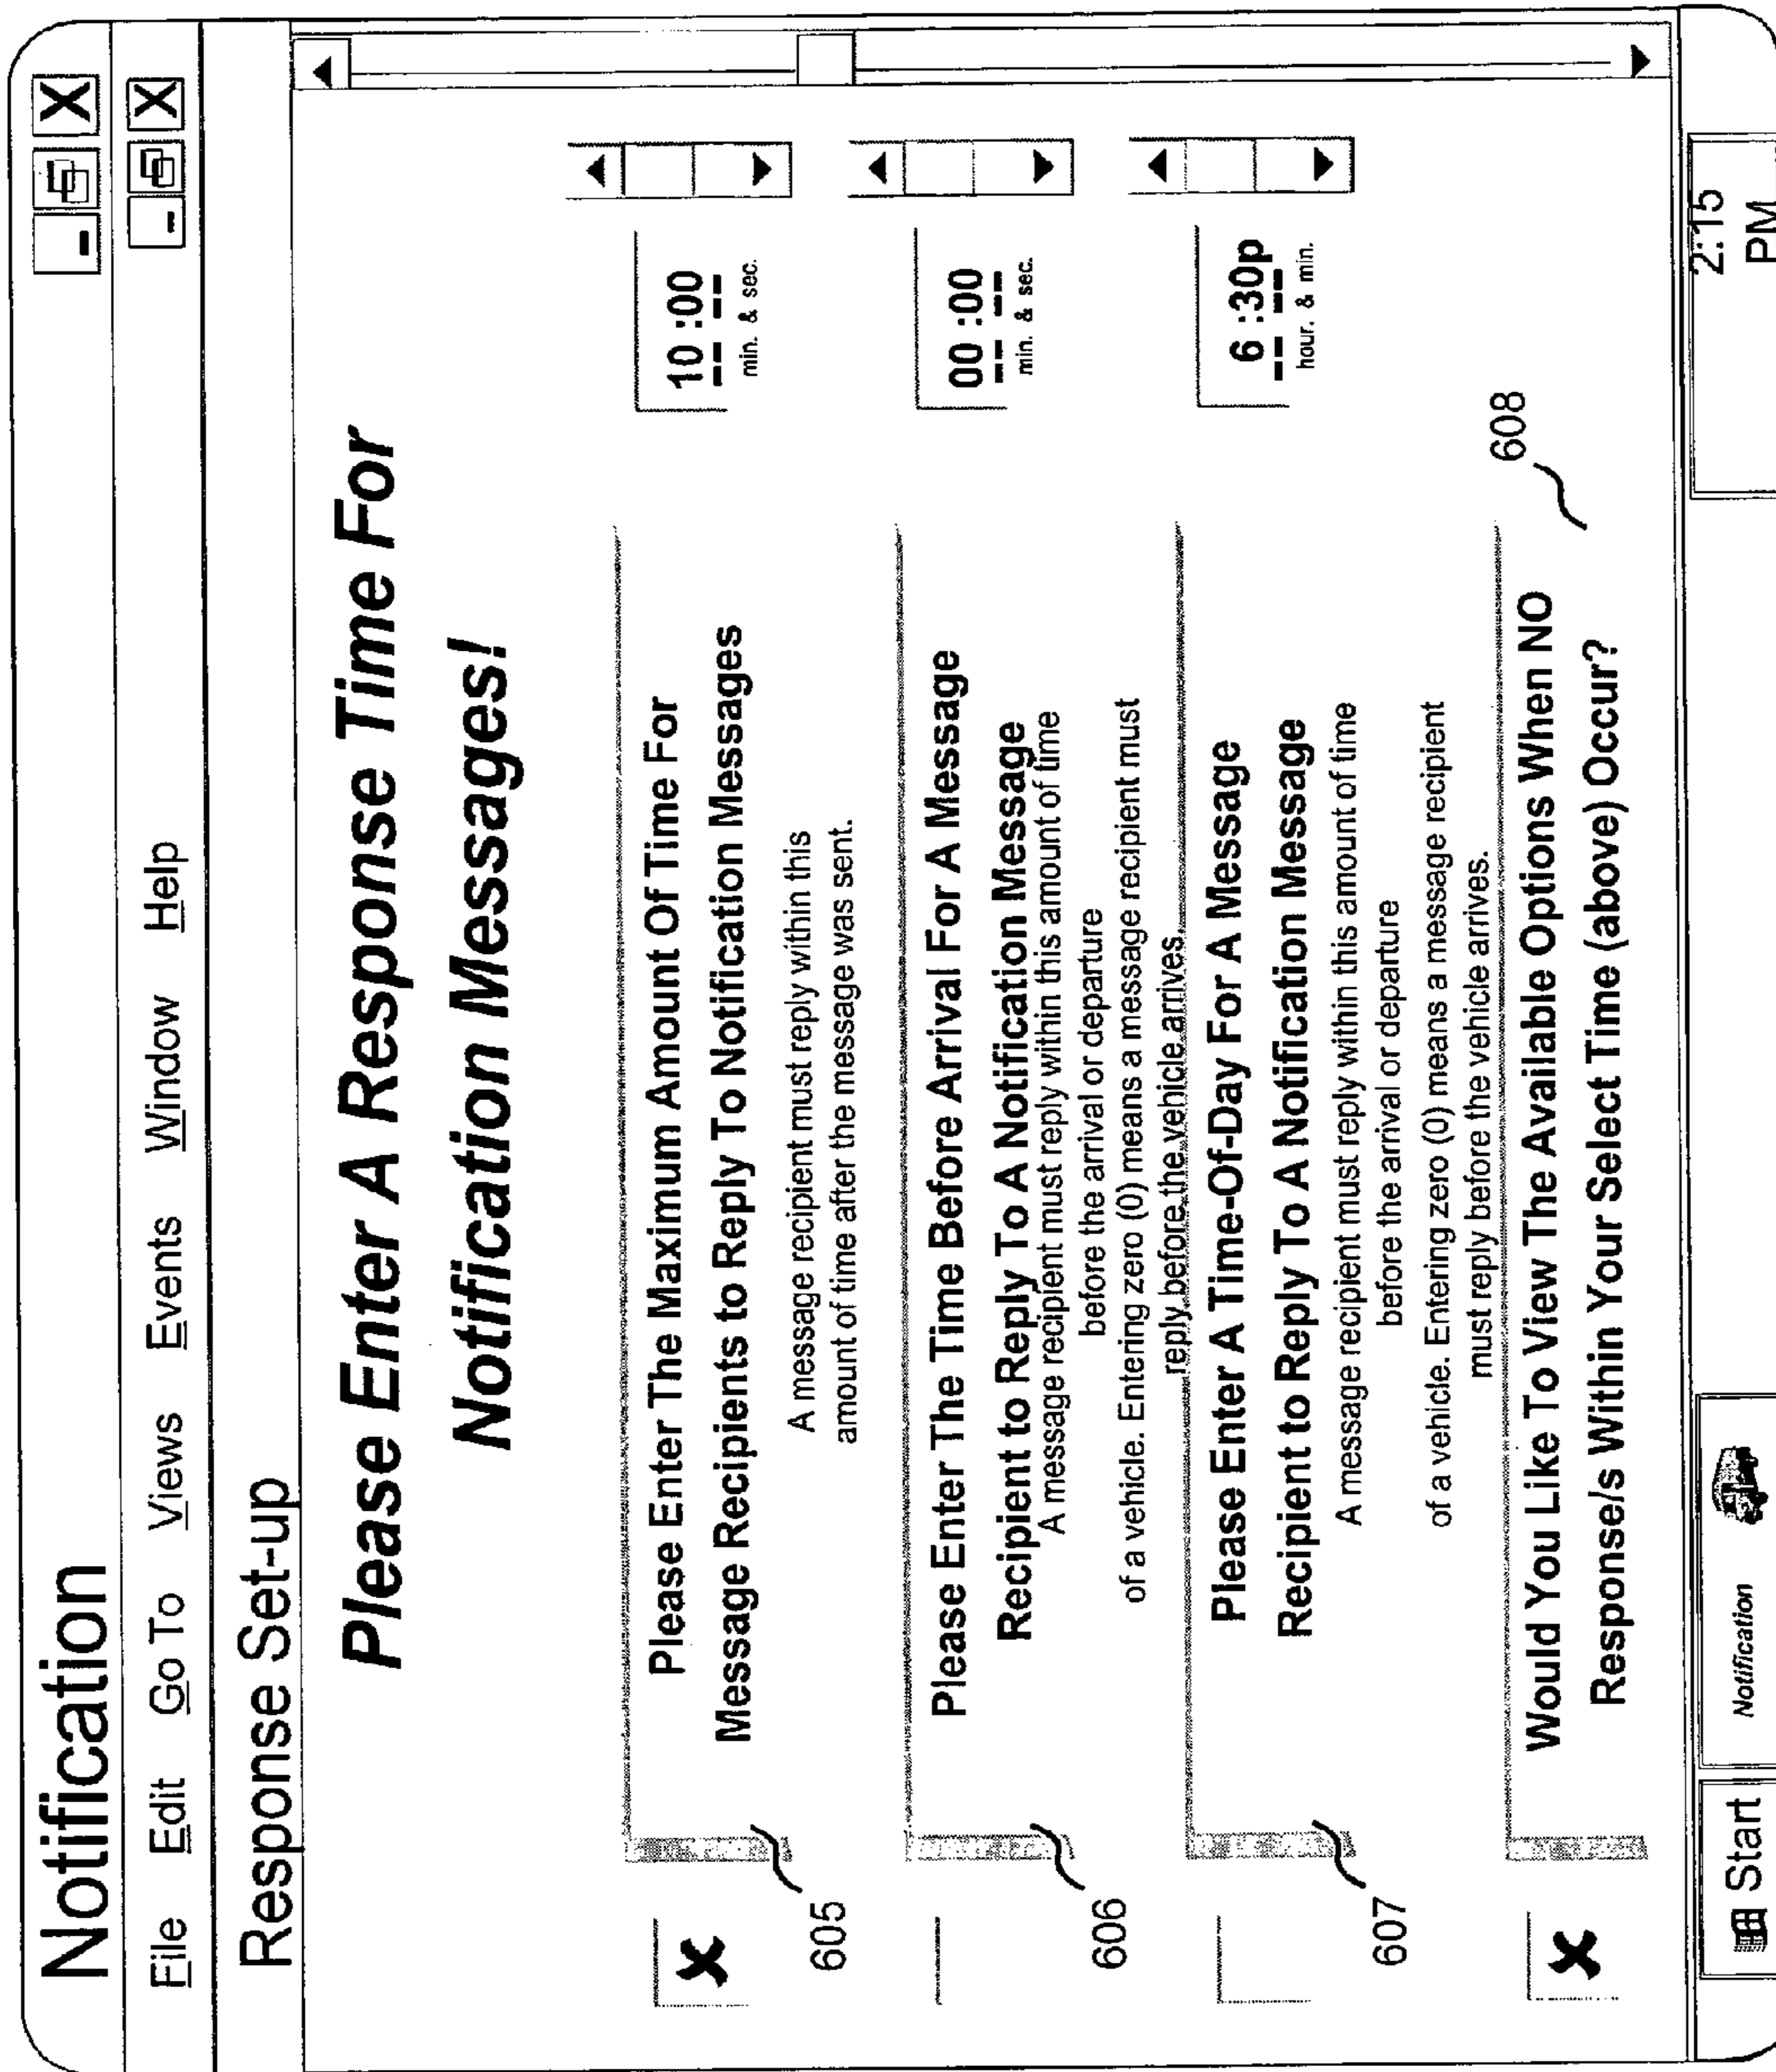 Notification
_ X
File Edit Go To Views Events Window Help
_ X
Response Set-up
Please Enter A Response Time For
Notification Messages!
Please Enter The Maximum Amount Of Time For
Message Recipients to Reply To Notification Messages
A message recipient must reply within this
amount of time after the message was sent.
10 :00
min. & sec.
605
Please Enter The Time Before Arrival For A Message
Recipient to Reply To A Notification Message
A message recipient must reply within this amount of time
before the arrival or departure
of a vehicle. Entering zero (0) means a message recipient must
reply before the vehicle arrives
00 :00
min. & sec.
606
Please Enter A Time-Of-Day For A Message
Recipient to Reply To A Notification Message
A message recipient must reply within this amount of time
before the arrival or departure
of a vehicle. Entering zero (0) means a message recipient
must reply before the vehicle arrives.
6 :30p
hour. & min.
607
608
Would You Like To View The Available Options When NO
Response/s Within Your Select Time (above) Occur?
Start
Notification
2:15
PM